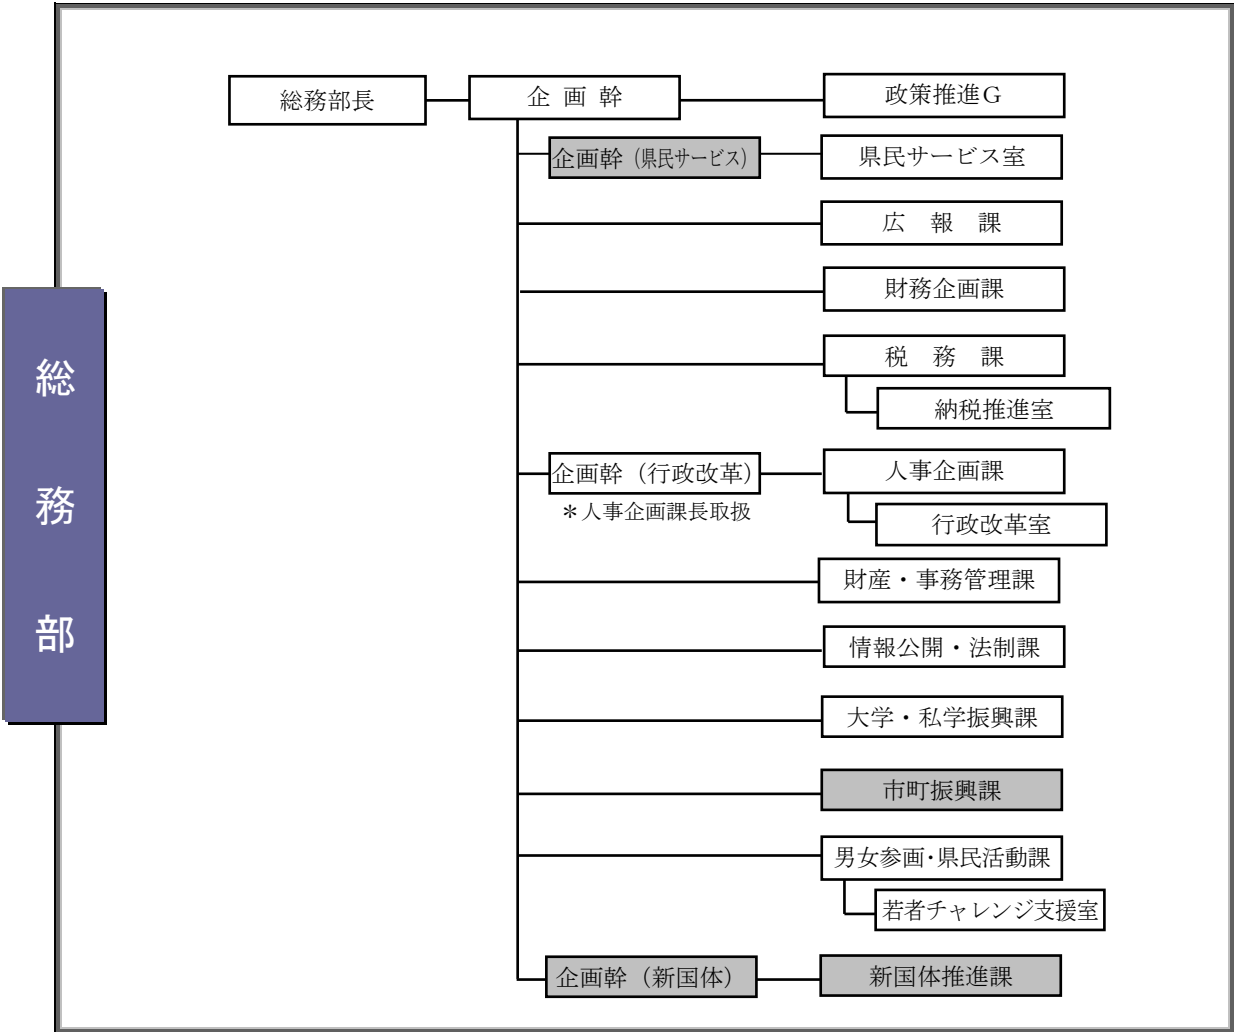 総務部
総務部長
企画幹
政策推進G
企画幹（県民サービス）
県民サービス室
広報課
財務企画課
税務課
納税推進室
企画幹（行政改革）
＊人事企画課長取扱
人事企画課
行政改革室
財産・事務管理課
情報公開・法制課
大学・私学振興課
市町振興課
男女参画・県民活動課
若者チャレンジ支援室
企画幹（新国体）
新国体推進課